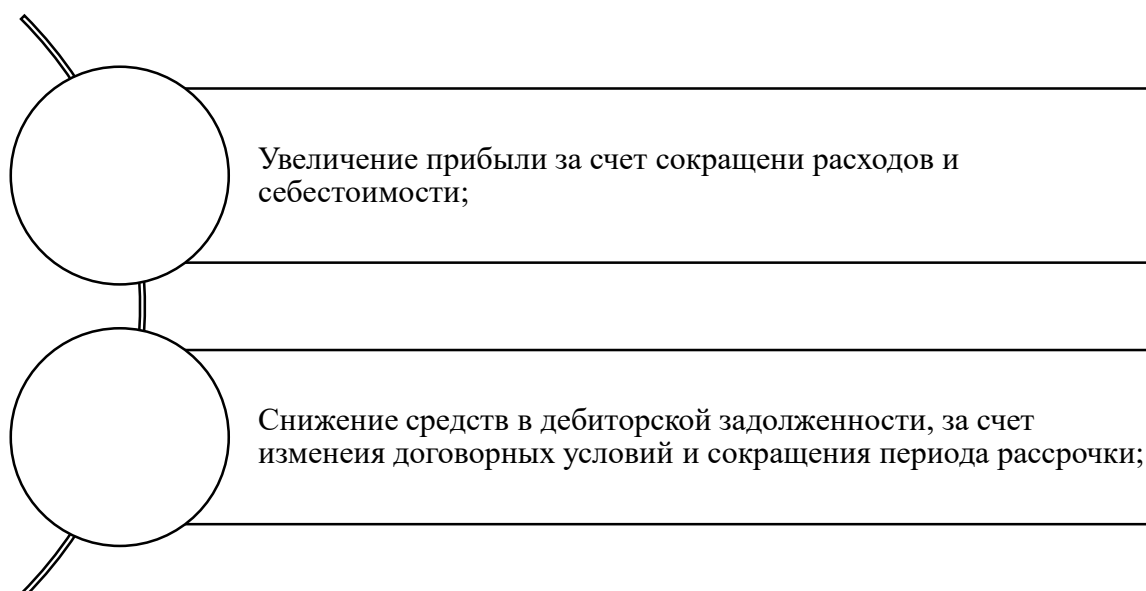 Увеличение прибыли за счет сокращени расходов и
себестоимости;
Снижение средств в дебиторской задолженности, за счет
изменеия договорных условий и сокращения периода рассрочки;